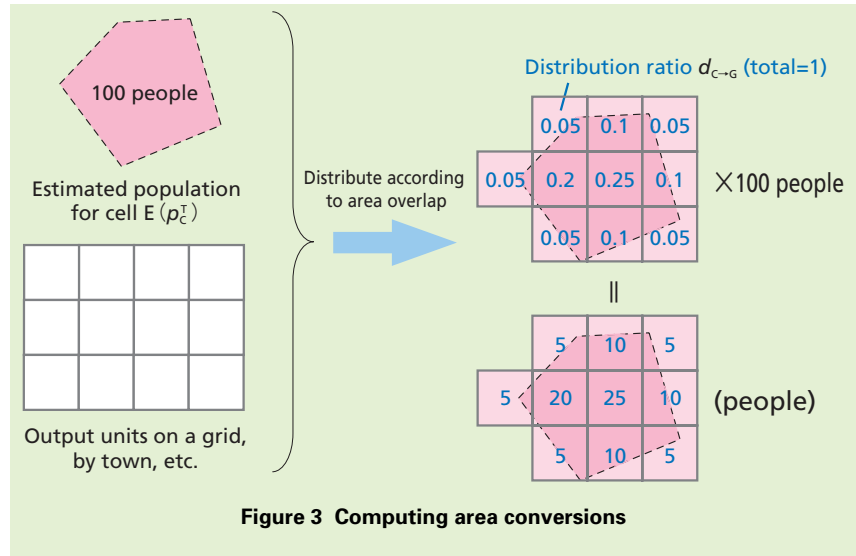 100 people
Estimated population
for cell E (p_C^T)
Output units on a grid,
by town, etc.
Distribute according
to area overlap
Distribution ratio d_C→G (total=1)
0.05 0.1 0.05
0.05 0.2 0.25 0.1
0.05 0.1 0.05
×100 people
=
5 10 5
5 20 25 10
5 10 5
(people)
Figure 3 Computing area conversions